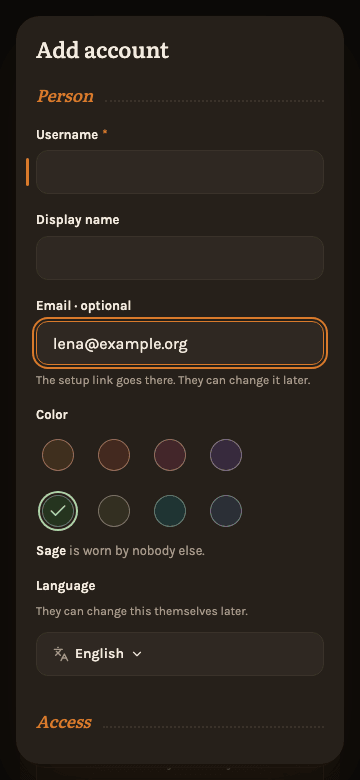 Add account
Person
Username *
Display name
Email · optional
lena@example.org
The setup link goes there. They can change it later.
Color
Sage is worn by nobody else.
Language
They can change this themselves later.
English
Access